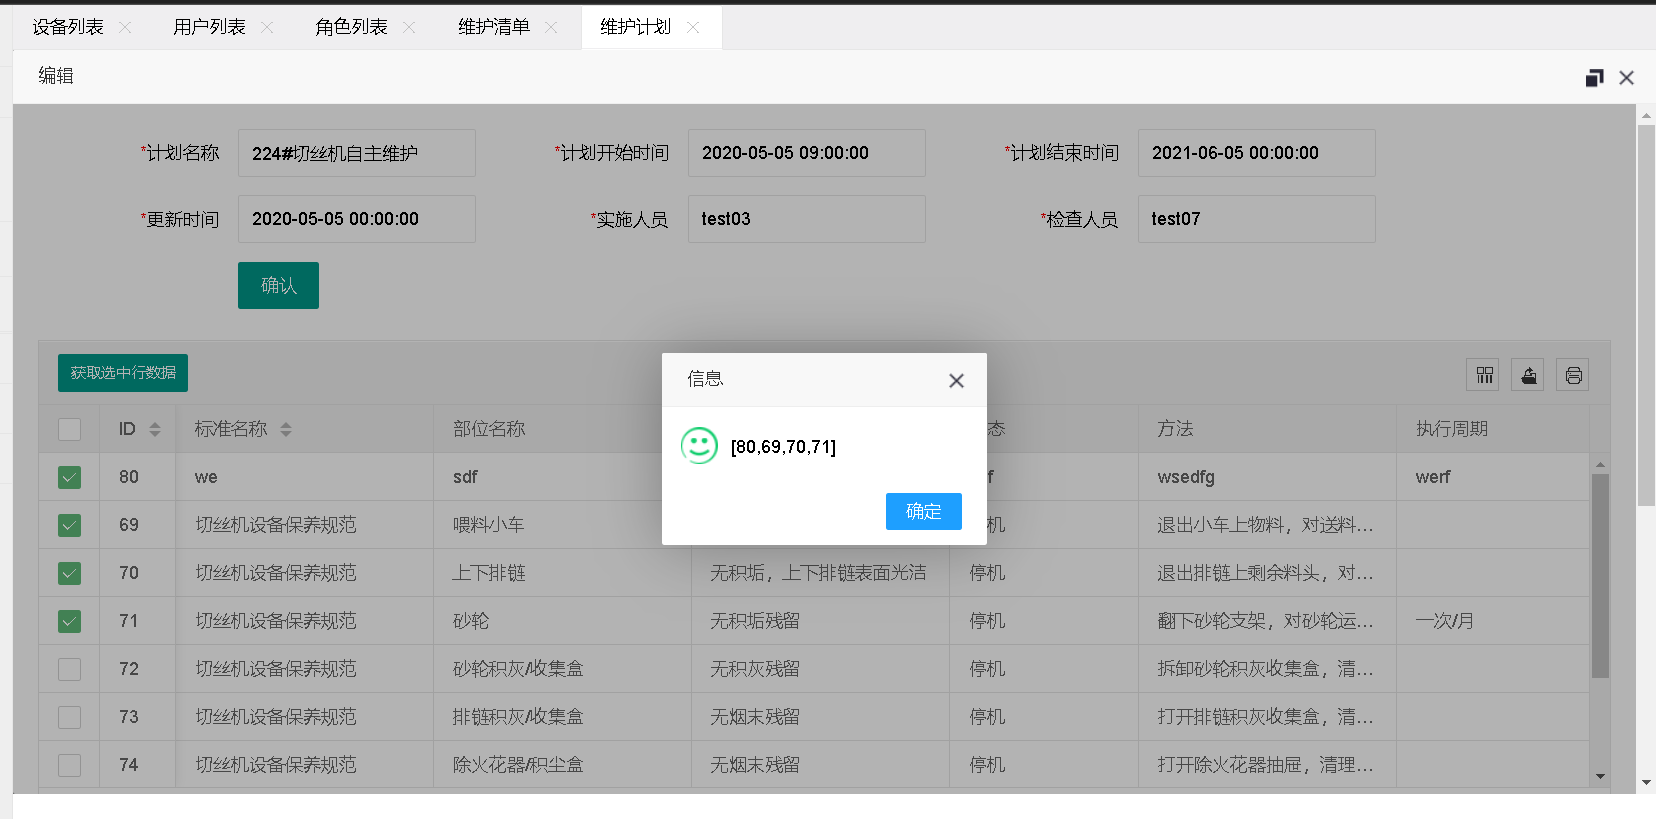 设备列表 用户列表 角色列表 维护清单 维护计划
编辑
*计划名称 224#切丝机自主维护 *计划开始时间 2020-05-05 09:00:00 *计划结束时间 2021-06-05 00:00:00
*更新时间 2020-05-05 00:00:00 *实施人员 test03 *检查人员 test07
确认
获取选中行数据
信息
[80,69,70,71]
确定
ID 标准名称 部位名称 态 方法 执行周期
80 we sdf f wsedfg werf
69 切丝机设备保养规范 喂料小车 机 退出小车上物料，对送料...
70 切丝机设备保养规范 上下排链 无积垢，上下排链表面光洁 停机 退出排链上剩余料头，对...
71 切丝机设备保养规范 砂轮 无积垢残留 停机 翻下砂轮支架，对砂轮运... 一次/月
72 切丝机设备保养规范 砂轮积灰/收集盒 无积灰残留 停机 拆卸砂轮积灰收集盒，清...
73 切丝机设备保养规范 排链积灰/收集盒 无烟末残留 停机 打开排链积灰收集盒，清...
74 切丝机设备保养规范 除火花器/积尘盒 无烟末残留 停机 打开除火花器抽屉，清理...